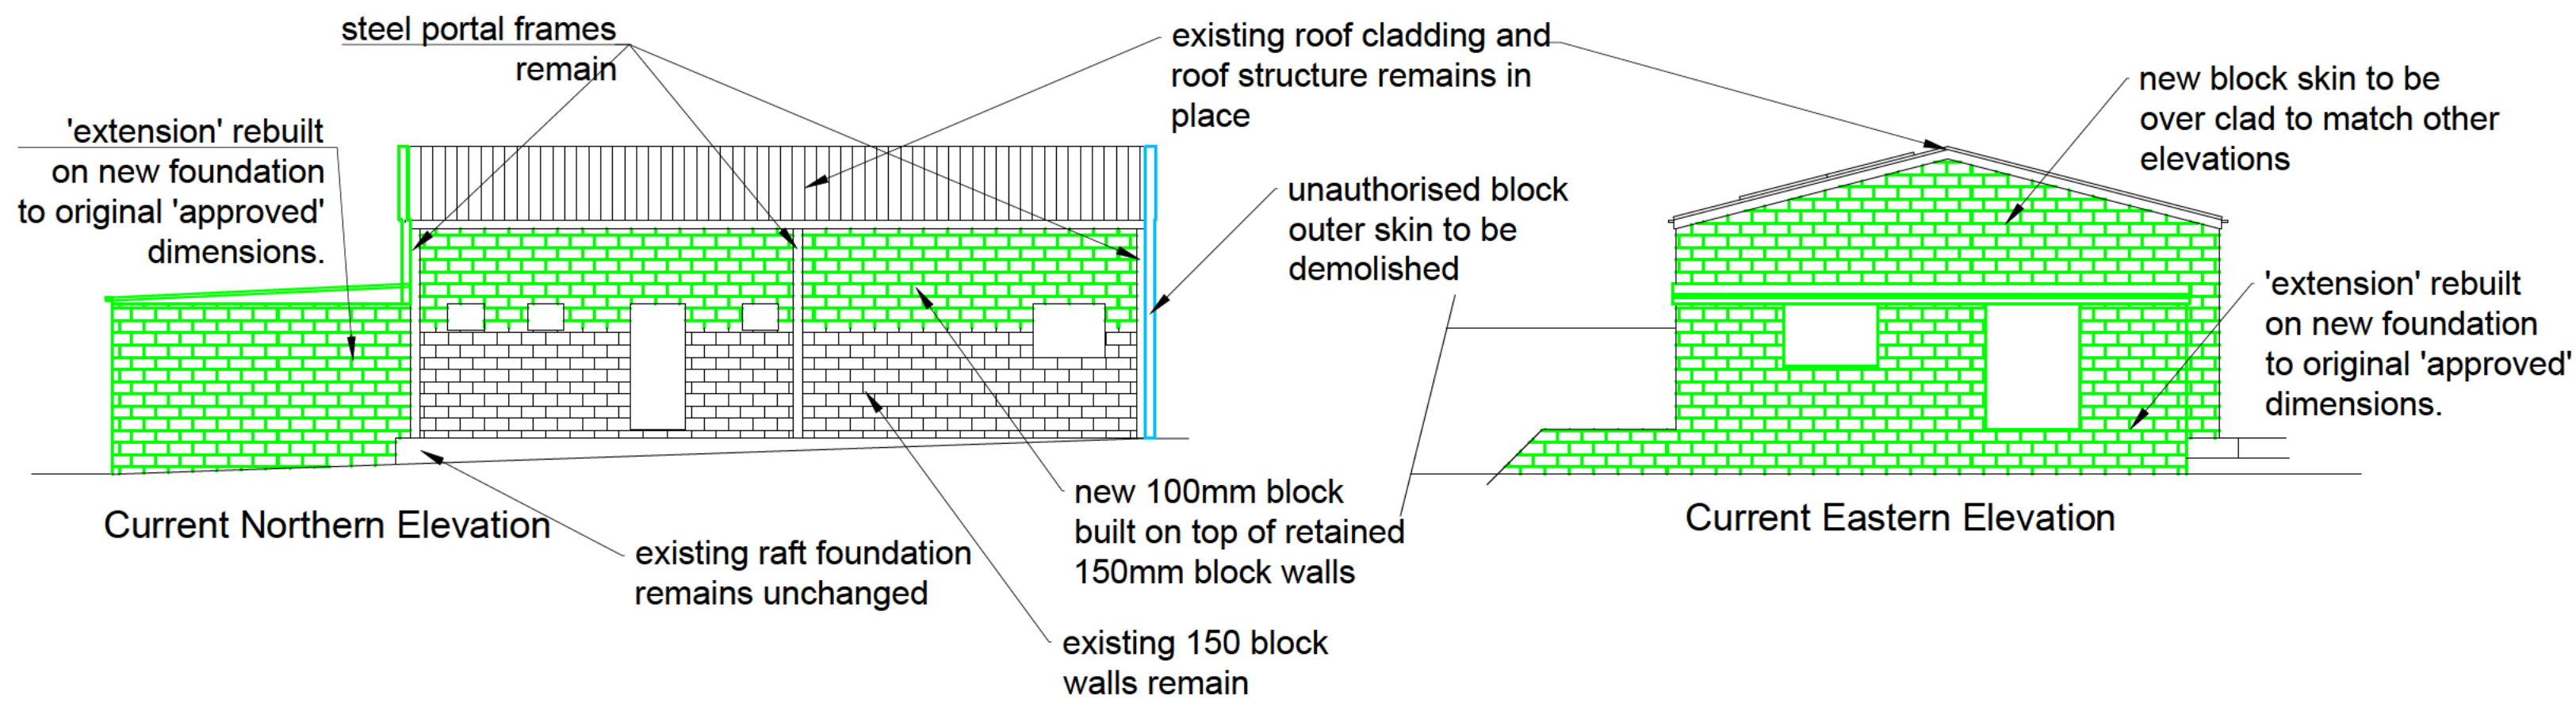 steel portal frames
remain
'extension' rebuilt
on new foundation
to original 'approved'
dimensions.
existing roof cladding and
roof structure remains in
place
unauthorised block
outer skin to be
demolished
new block skin to be
over clad to match other
elevations
'extension' rebuilt
on new foundation
to original 'approved'
dimensions.
Current Northern Elevation
existing raft foundation
remains unchanged
new 100mm block
built on top of retained
150mm block walls
existing 150 block
walls remain
Current Eastern Elevation